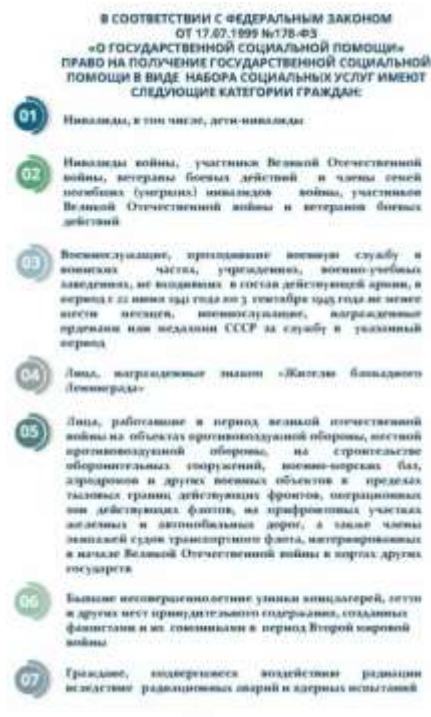 В СООТВЕТСТВИИ С ФЕДЕРАЛЬНЫМ ЗАКОНОМ
ОТ 17.07.1999 №178-ФЗ
«О ГОСУДАРСТВЕННОЙ СОЦИАЛЬНОЙ ПОМОЩИ»
ПРАВО НА ПОЛУЧЕНИЕ ГОСУДАРСТВЕННОЙ СОЦИАЛЬНОЙ
ПОМОЩИ В ВИДЕ НАБОРА СОЦИАЛЬНЫХ УСЛУГ ИМЕЮТ
СЛЕДУЮЩИЕ КАТЕГОРИИ ГРАЖДАН:
01
Инвалиды, в том числе, дети-инвалиды
02
Инвалиды войны, участники Великой Отечественной
войны, ветераны боевых действий и члены семей
погибших (умерших) инвалидов войны, участников
Великой Отечественной войны и ветеранов боевых
действий
03
Военнослужащие, проходившие военную службу в
воинских частях, учреждениях, военно-учебных
заведениях, не входивших в состав действующей армии, в
период с 22 июня 1941 года по 3 сентября 1945 года не менее
шести месяцев, военнослужащие, награжденные
орденами или медалями СССР за службу в указанный
период
04
Лица, награжденные знаком «Жителю блокадного
Ленинграда»
05
Лица, работавшие в период великой отечественной
войны на объектах противовоздушной обороны, местной
противовоздушной обороны, на строительстве
оборонительных сооружений, военно-морских баз,
аэродромов и других военных объектов в пределах
тыловых границ действующих фронтов, операционных
зон действующих флотов, на прифронтовых участках
железных и автомобильных дорог, а также члены
экипажей судов транспортного флота, интернированных
в начале Великой Отечественной войны в портах других
государств
06
Бывшие несовершеннолетние узники концлагерей, гетто
и других мест принудительного содержания, созданных
фашистами и их союзниками в период Второй мировой
войны
07
Граждане, подвергшиеся воздействию радиации
вследствие радиационных аварий и ядерных испытаний